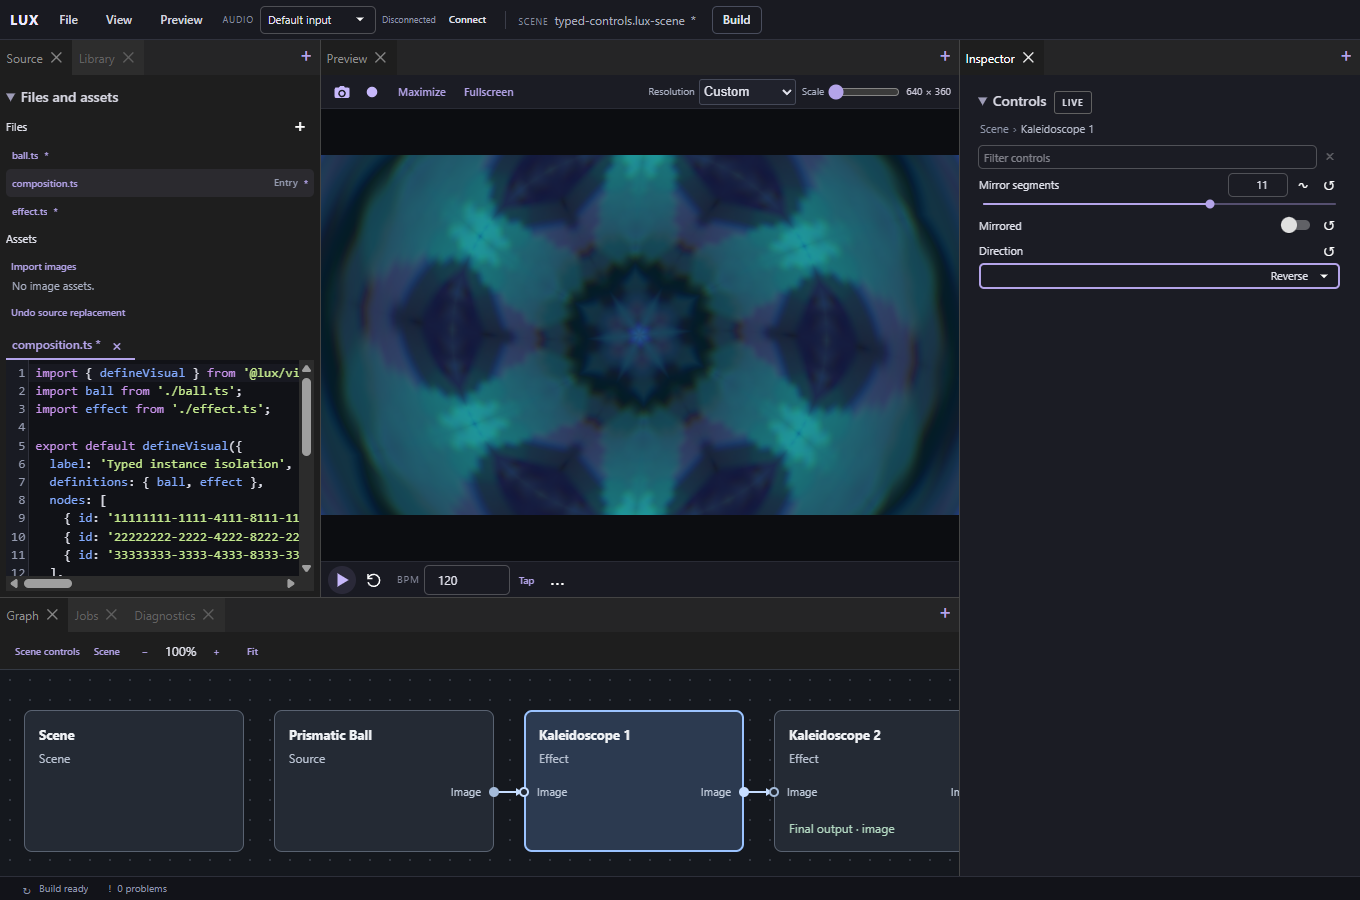 LUX File View Preview AUDIO Default input Disconnected Connect SCENE typed-controls.lux-scene * Build
Source Library +
Preview +
Inspector +
Files and assets
Files +
ball.ts *
composition.ts Entry *
effect.ts *
Assets
Import images
No image assets.
Undo source replacement
composition.ts * ×
1 import { defineVisual } from '@lux/vi
2 import ball from './ball.ts';
3 import effect from './effect.ts';
4
5 export default defineVisual({
6 label: 'Typed instance isolation',
7 definitions: { ball, effect },
8 nodes: [
9 { id: '11111111-1111-4111-8111-11
10 { id: '22222222-2222-4222-8222-22
11 { id: '33333333-3333-4333-8333-33
12 ],
Maximize Fullscreen Resolution Custom Scale 640 × 360
BPM 120 Tap ...
Controls LIVE
Scene › Kaleidoscope 1
Filter controls ×
Mirror segments 11
Mirrored
Direction
Reverse
Graph Jobs Diagnostics +
Scene controls Scene − 100% + Fit
Scene
Scene
Prismatic Ball
Source
Image
Kaleidoscope 1
Effect
Image Image
Kaleidoscope 2
Effect
Image
Final output · image
Build ready ! 0 problems